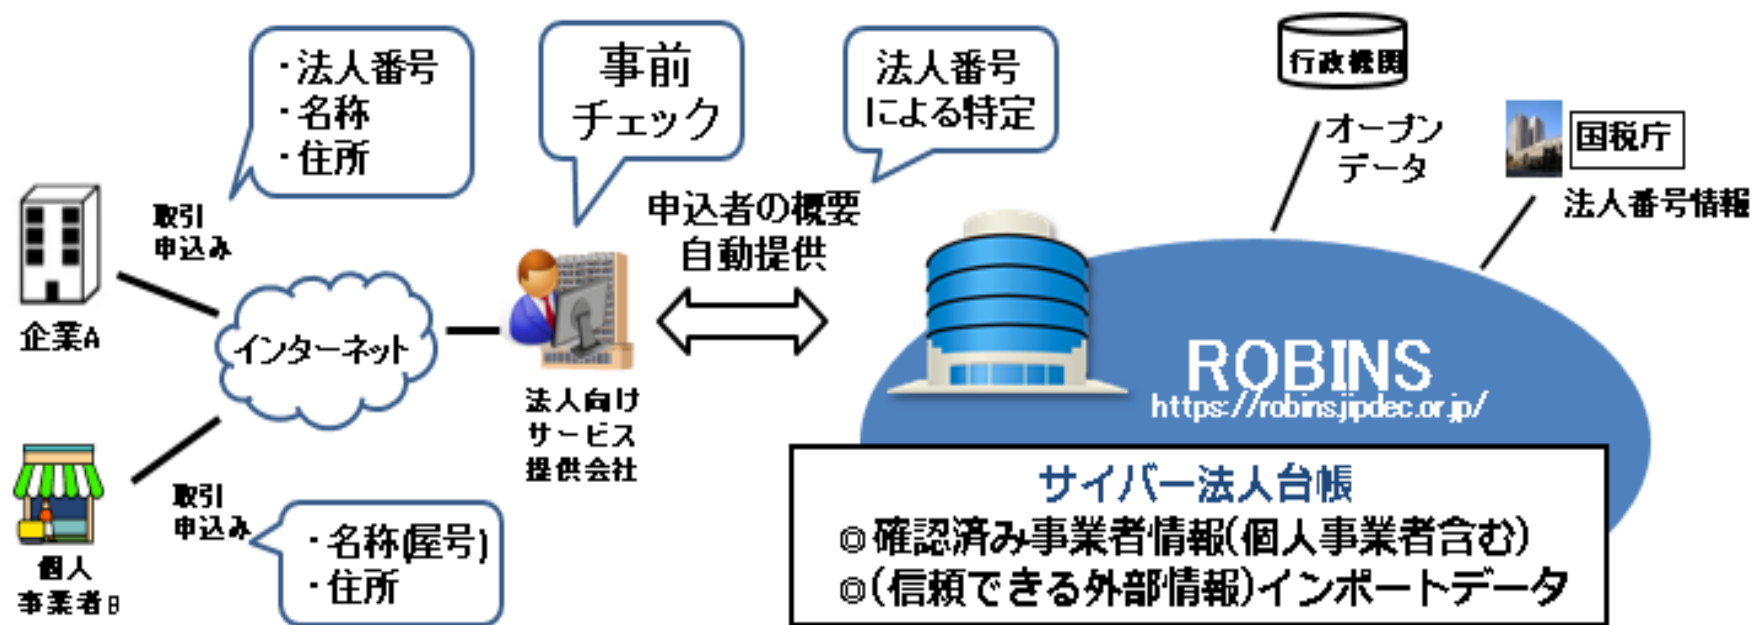 ・法人番号
・名称
・住所
事前
チェック
法人番号
による特定
行政機関
オープン
データ
国税庁
法人番号情報
取引
申込み
申込者の概要
自動提供
企業A
インターネット
法人向け
サービス
提供会社
ROBINS
https://robins.jipdec.or.jp/
取引
申込み
・名称(屋号)
・住所
個人
事業者B
サイバー法人台帳
◎確認済み事業者情報(個人事業者含む)
◎(信頼できる外部情報)インポートデータ